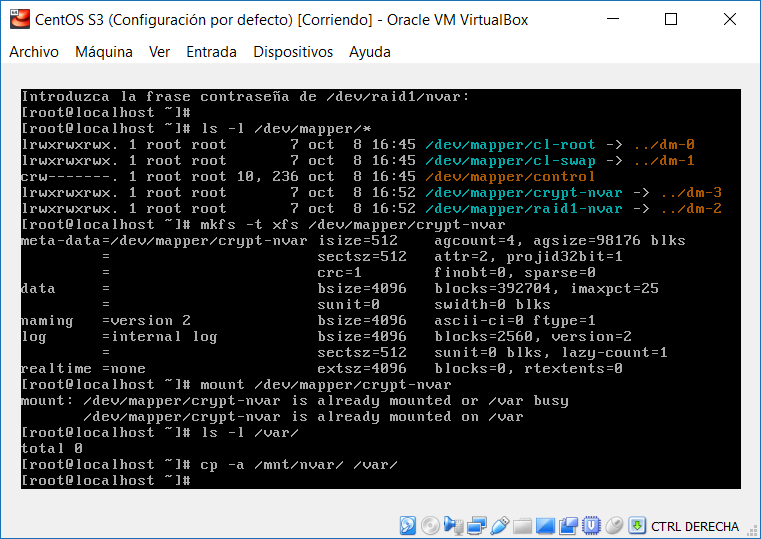 CentOS S3 (Configuración por defecto) [Corriendo] - Oracle VM VirtualBox
Archivo Máquina Ver Entrada Dispositivos Ayuda
Introduzca la frase contraseña de /dev/raid1/nvar:
[root@localhost ~]#
[root@localhost ~]# ls -l /dev/mapper/*
lrwxrwxrwx. 1 root root       7 oct  8 16:45 /dev/mapper/cl-root -> ../dm-0
lrwxrwxrwx. 1 root root       7 oct  8 16:45 /dev/mapper/cl-swap -> ../dm-1
crw-------. 1 root root 10, 236 oct  8 16:45 /dev/mapper/control
lrwxrwxrwx. 1 root root       7 oct  8 16:52 /dev/mapper/crypt-nvar -> ../dm-3
lrwxrwxrwx. 1 root root       7 oct  8 16:52 /dev/mapper/raid1-nvar -> ../dm-2
[root@localhost ~]# mkfs -t xfs /dev/mapper/crypt-nvar
meta-data=/dev/mapper/crypt-nvar isize=512    agcount=4, agsize=98176 blks
         =                       sectsz=512   attr=2, projid32bit=1
         =                       crc=1        finobt=0, sparse=0
data     =                       bsize=4096   blocks=392704, imaxpct=25
         =                       sunit=0      swidth=0 blks
naming   =version 2              bsize=4096   ascii-ci=0 ftype=1
log      =internal log           bsize=4096   blocks=2560, version=2
         =                       sectsz=512   sunit=0 blks, lazy-count=1
realtime =none                   extsz=4096   blocks=0, rtextents=0
[root@localhost ~]# mount /dev/mapper/crypt-nvar
mount: /dev/mapper/crypt-nvar is already mounted or /var busy
       /dev/mapper/crypt-nvar is already mounted on /var
[root@localhost ~]# ls -l /var/
total 0
[root@localhost ~]# cp -a /mnt/nvar/ /var/
[root@localhost ~]#
CTRL DERECHA